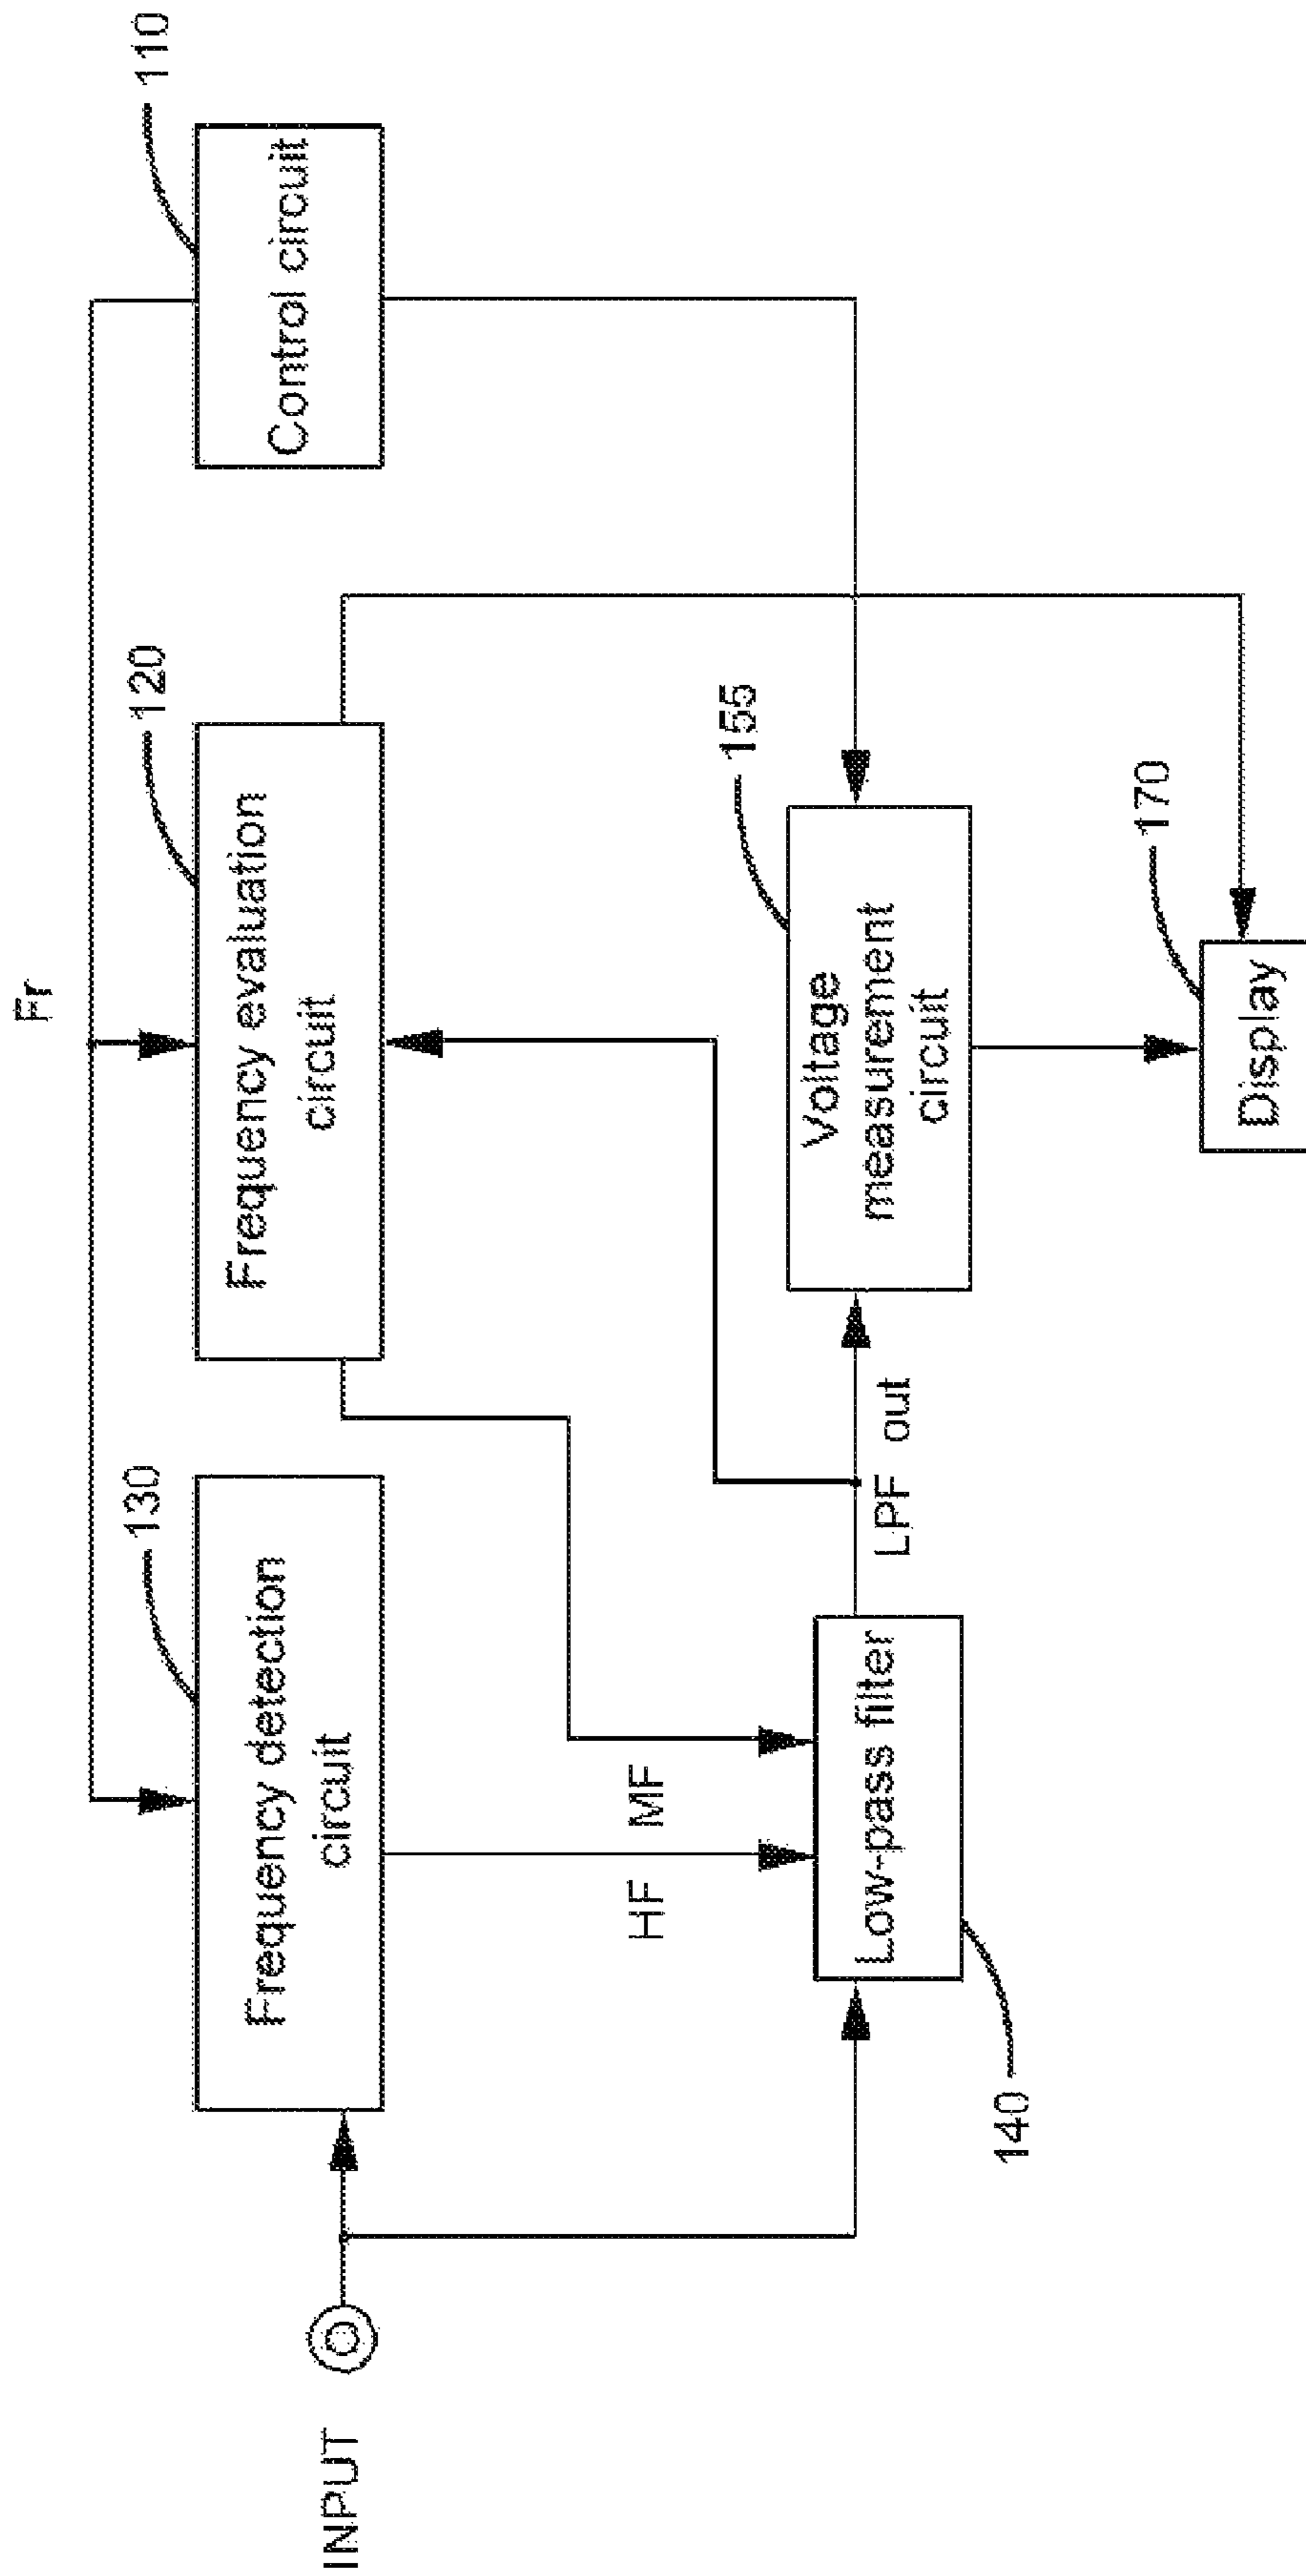 Fr
130
120
110
Frequency detection
circuit
Frequency evaluation
circuit
Control circuit
INPUT
HF
MF
155
Voltage
measurement
circuit
Low-pass filter
LPF out
140
170
Display